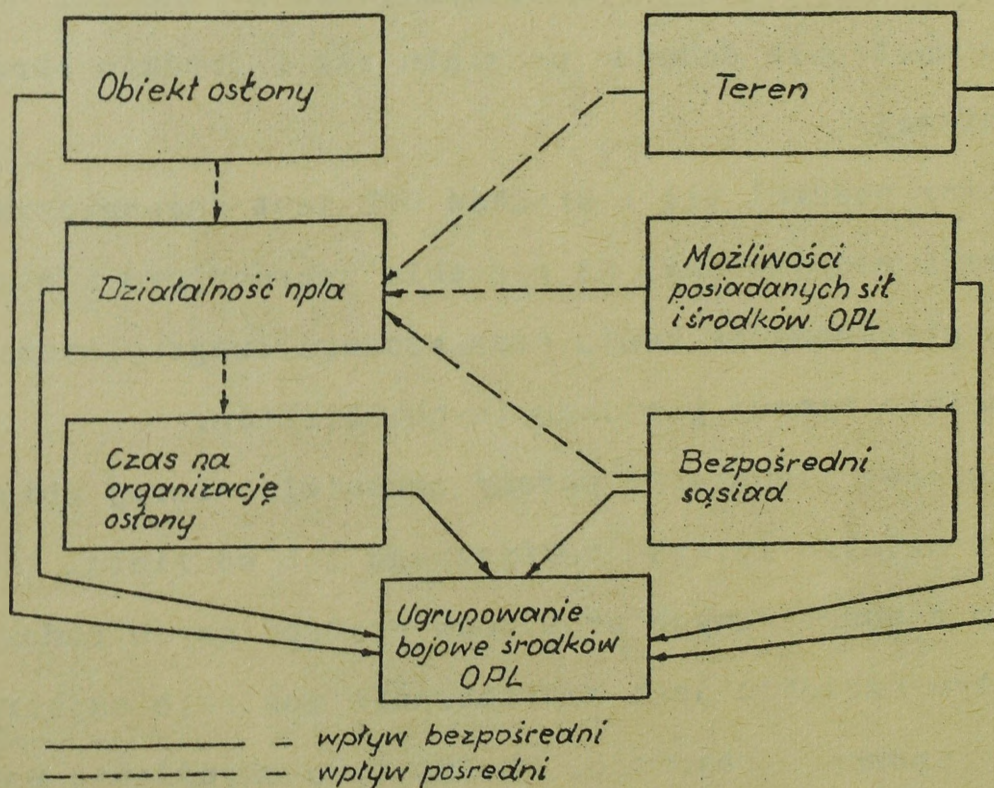 Obiekt osłony
Teren
Działalność npla
Możliwości
posiadanych sił
i środków OPL
Czas na
organizację
osłony
Bezpośredni
sąsiad
Ugrupowanie
bojowe środków
OPL
- wpływ bezpośredni
- wpływ pośredni